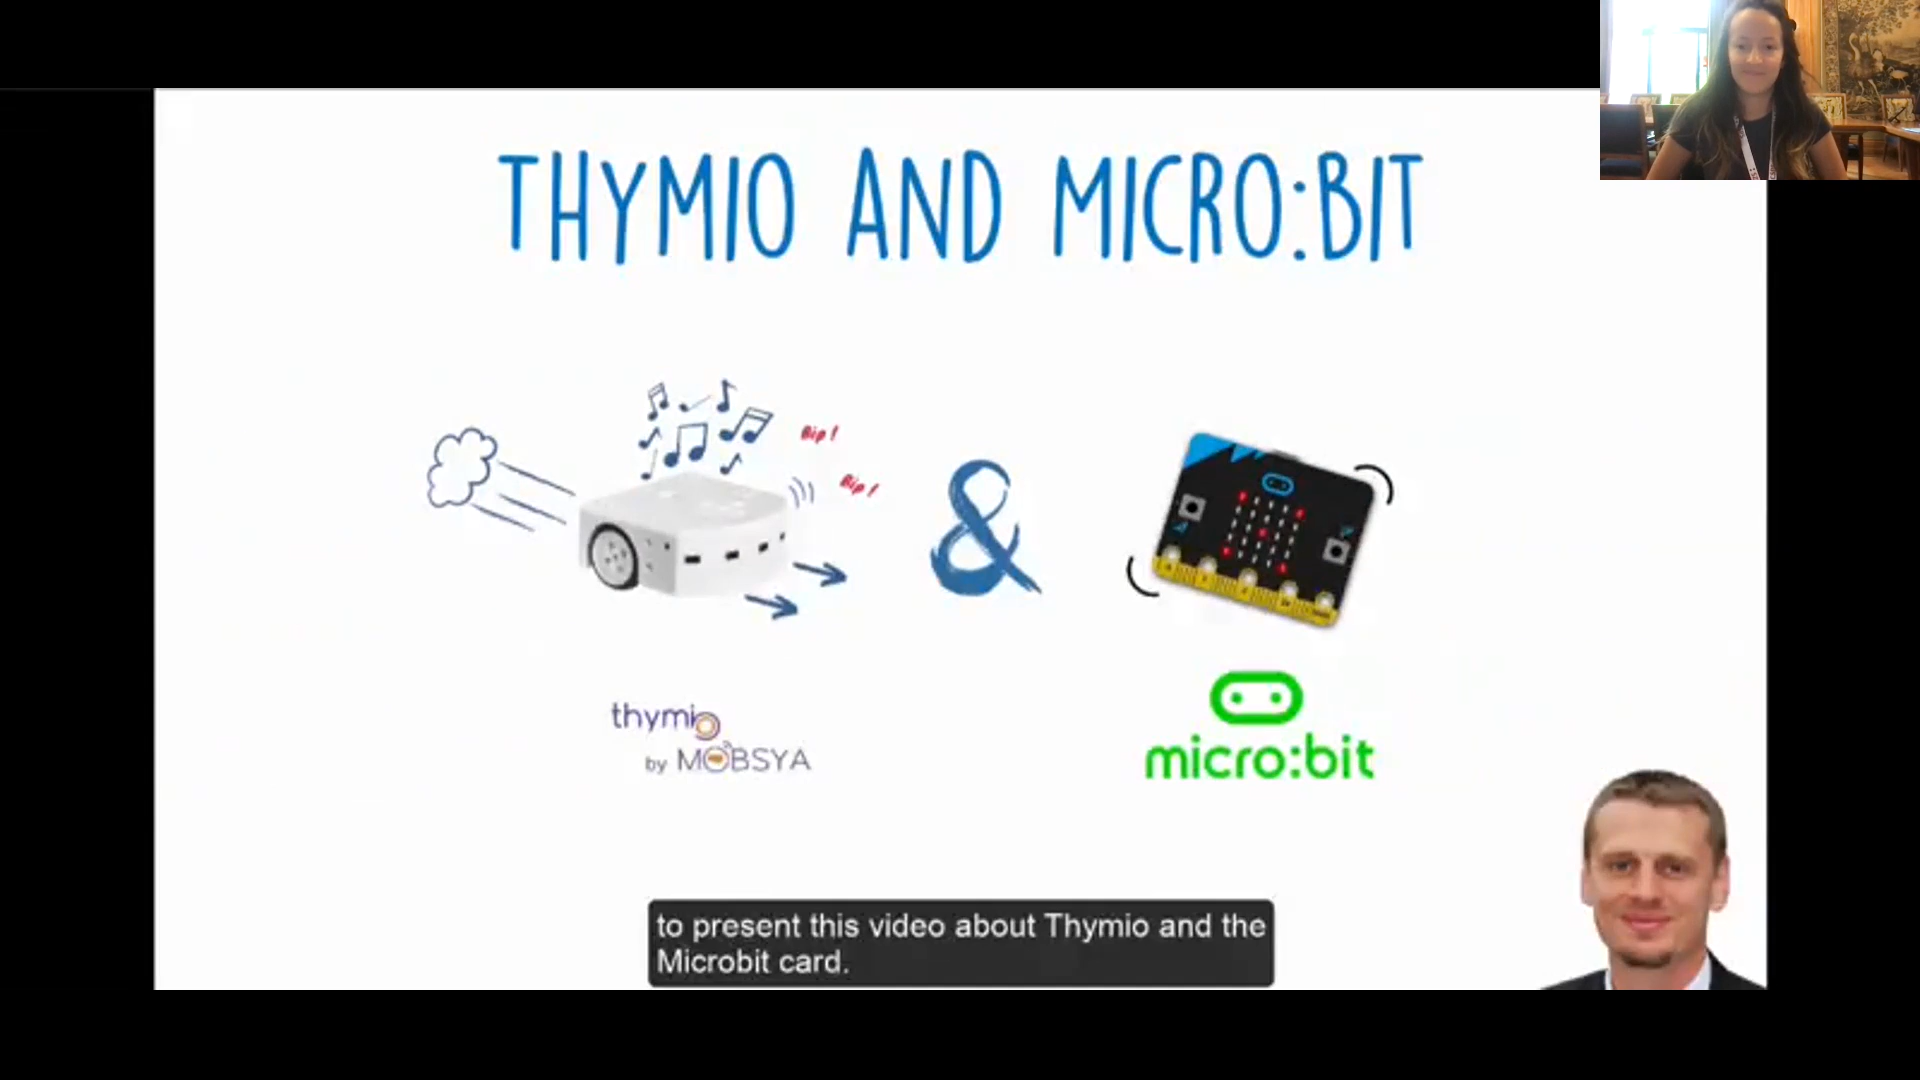 THYMIO AND MICRO:BIT
Bip!
Bip!
&
thymio
by MOBSYA
micro:bit
to present this video about Thymio and the
Microbit card.